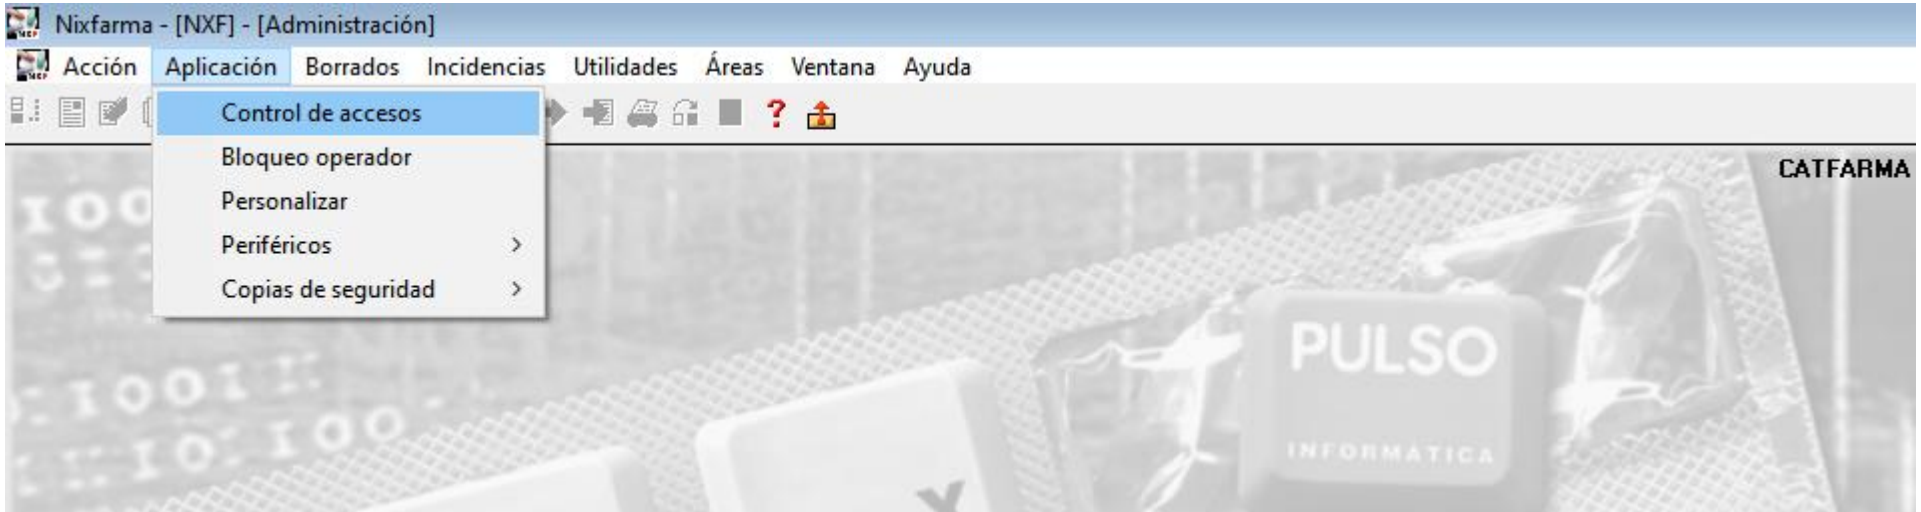 Nixfarma - [NXF] - [Administración]
Acción Aplicación Borrados Incidencias Utilidades Áreas Ventana Ayuda
?
Control de accesos
Bloqueo operador
Personalizar
Periféricos >
Copias de seguridad >
CATFARMA
PULSO
INFORMÁTICA